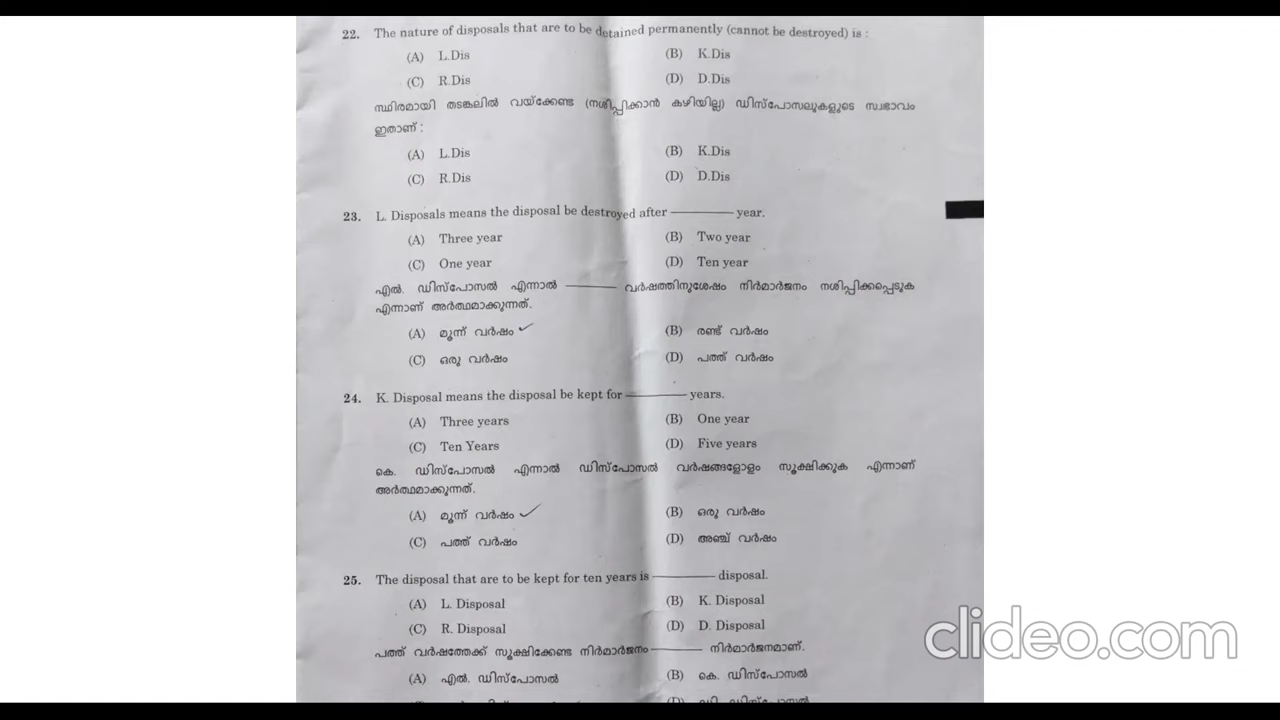 22. The nature of disposals that are to be detained permanently (cannot be destroyed) is :
(A) L.Dis (B) K.Dis
(C) R.Dis (D) D.Dis
സ്ഥിരമായി തടങ്കലിൽ വയ്ക്കേണ്ട (നശിപ്പിക്കാൻ കഴിയില്ല) ഡിസ്പോസലുകളുടെ സ്വഭാവം
ഇതാണ് :
(A) L.Dis (B) K.Dis
(C) R.Dis (D) D.Dis
23. L. Disposals means the disposal be destroyed after ——— year.
(A) Three year (B) Two year
(C) One year (D) Ten year
എൽ. ഡിസ്പോസൽ എന്നാൽ ——— വർഷത്തിനുശേഷം നിർമാർജനം നശിപ്പിക്കപ്പെടുക
എന്നാണ് അർത്ഥമാക്കുന്നത്.
(A) മൂന്ന് വർഷം ✓ (B) രണ്ട് വർഷം
(C) ഒരു വർഷം (D) പത്ത് വർഷം
24. K. Disposal means the disposal be kept for ——— years.
(A) Three years (B) One year
(C) Ten Years (D) Five years
കെ. ഡിസ്പോസൽ എന്നാൽ ഡിസ്പോസൽ വർഷങ്ങളോളം സൂക്ഷിക്കുക എന്നാണ്
അർത്ഥമാക്കുന്നത്.
(A) മൂന്ന് വർഷം ✓ (B) ഒരു വർഷം
(C) പത്ത് വർഷം (D) അഞ്ച് വർഷം
25. The disposal that are to be kept for ten years is ——— disposal.
(A) L. Disposal (B) K. Disposal
(C) R. Disposal (D) D. Disposal
പത്ത് വർഷത്തേക്ക് സൂക്ഷിക്കേണ്ട നിർമാർജനം ——— നിർമാർജനമാണ്.
(A) എൽ. ഡിസ്പോസൽ (B) കെ. ഡിസ്പോസൽ
clideo.com